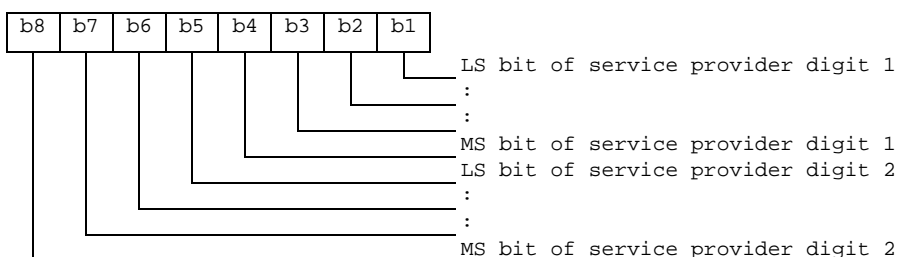 b8 b7 b6 b5 b4 b3 b2 b1
LS bit of service provider digit 1
:
:
MS bit of service provider digit 1
LS bit of service provider digit 2
:
:
MS bit of service provider digit 2